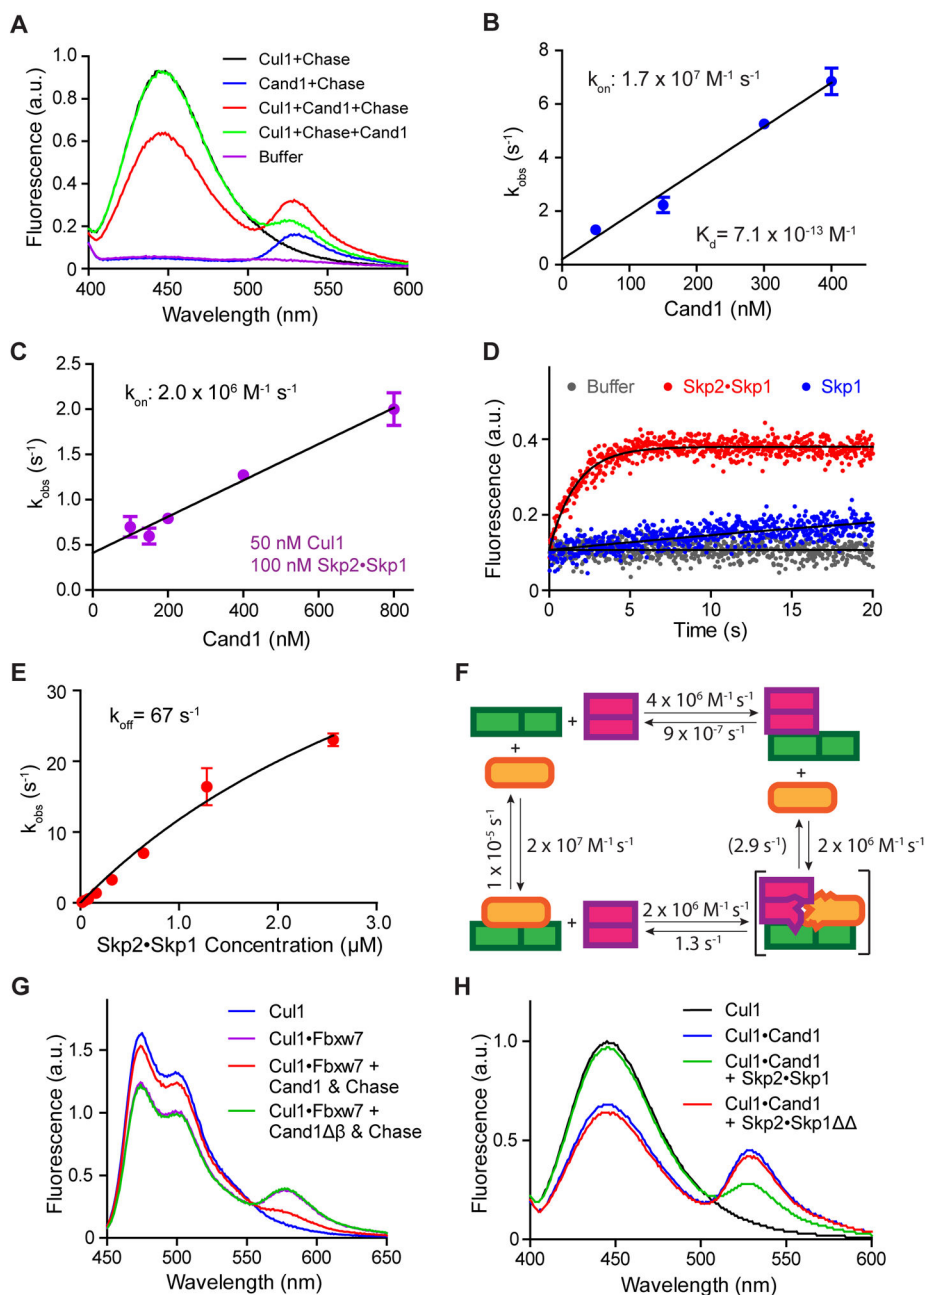 A
Fluorescence (a.u.)
1.0
0.8
0.6
0.4
0.2
0
400 450 500 550 600
Wavelength (nm)
Cul1+Chase
Cand1+Chase
Cul1+Cand1+Chase
Cul1+Chase+Cand1
Buffer
B
kobs (s-1)
8
6
4
2
0
0 100 200 300 400
Cand1 (nM)
kon: 1.7 x 10⁷ M-1 s-1
Kd= 7.1 x 10-13 M-1
C
kobs (s-1)
2.5
2.0
1.5
1.0
0.5
0.0
0 200 400 600 800
Cand1 (nM)
kon: 2.0 x 10⁶ M-1 s-1
50 nM Cul1
100 nM Skp2•Skp1
D
Buffer Skp2•Skp1 Skp1
Fluorescence (a.u.)
0.4
0.2
0
0 5 10 15 20
Time (s)
E
kobs (s-1)
30
20
10
0
0 1.0 2.0 3.0
Skp2•Skp1 Concentration (µM)
koff= 67 s-1
F
+
4 x 10⁶ M-1 s-1
9 x 10-7 s-1
+
+
1 x 10-5 s-1
2 x 10⁷ M-1 s-1
(2.9 s-1)
2 x 10⁶ M-1 s-1
+
2 x 10⁶ M-1 s-1
1.3 s-1
G
Fluorescence (a.u.)
1.5
1.0
0.5
0
450 500 550 600 650
Wavelength (nm)
Cul1
Cul1•Fbxw7
Cul1•Fbxw7 +
Cand1 & Chase
Cul1•Fbxw7 +
Cand1Δβ & Chase
H
Fluorescence (a.u.)
1.0
0.5
0
400 450 500 550 600
Wavelength (nm)
Cul1
Cul1•Cand1
Cul1•Cand1
+ Skp2•Skp1
Cul1•Cand1
+ Skp2•Skp1ΔΔ